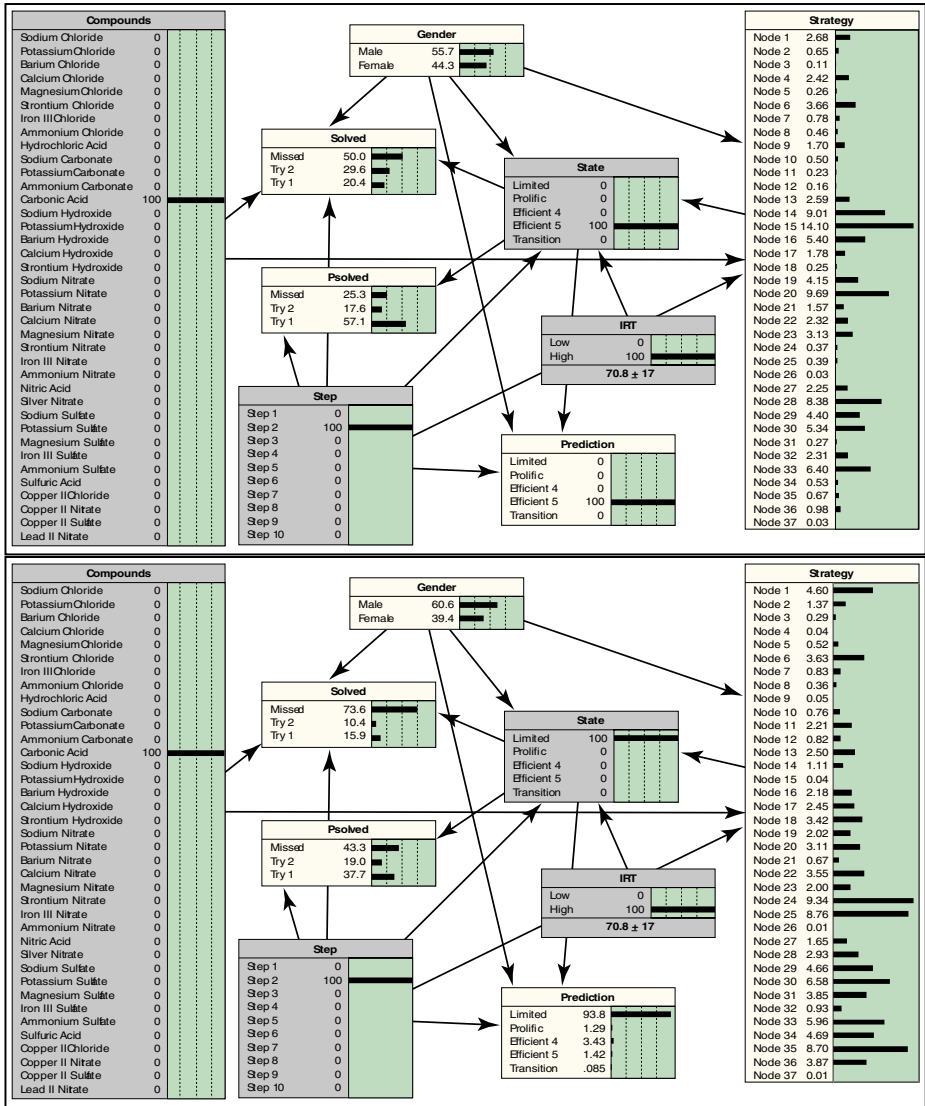 Compounds
Sodium Chloride 0
Potassium Chloride 0
Barium Chloride 0
Calcium Chloride 0
Magnesium Chloride 0
Strontium Chloride 0
Iron III Chloride 0
Ammonium Chloride 0
Hydrochloric Acid 0
Sodium Carbonate 0
Potassium Carbonate 0
Ammonium Carbonate 0
Carbonic Acid 100
Sodium Hydroxide 0
Potassium Hydroxide 0
Barium Hydroxide 0
Calcium Hydroxide 0
Strontium Hydroxide 0
Sodium Nitrate 0
Potassium Nitrate 0
Barium Nitrate 0
Calcium Nitrate 0
Magnesium Nitrate 0
Strontium Nitrate 0
Iron III Nitrate 0
Ammonium Nitrate 0
Nitric Acid 0
Silver Nitrate 0
Sodium Sulfate 0
Potassium Sulfate 0
Magnesium Sulfate 0
Iron III Sulfate 0
Ammonium Sulfate 0
Sulfuric Acid 0
Copper II Chloride 0
Copper II Nitrate 0
Copper II Sulfate 0
Lead II Nitrate 0
Gender
Male 55.7
Female 44.3
Solved
Missed 50.0
Try 2 29.6
Try 1 20.4
State
Limited 0
Prolific 0
Efficient 4 0
Efficient 5 100
Transition 0
Psolved
Missed 25.3
Try 2 17.6
Try 1 57.1
IRT
Low 0
High 100
70.8 ± 17
Step
Step 1 0
Step 2 100
Step 3 0
Step 4 0
Step 5 0
Step 6 0
Step 7 0
Step 8 0
Step 9 0
Step 10 0
Prediction
Limited 0
Prolific 0
Efficient 4 0
Efficient 5 100
Transition 0
Strategy
Node 1 2.68
Node 2 0.65
Node 3 0.11
Node 4 2.42
Node 5 0.26
Node 6 3.66
Node 7 0.78
Node 8 0.46
Node 9 1.70
Node 10 0.50
Node 11 0.23
Node 12 0.16
Node 13 2.59
Node 14 9.01
Node 15 14.10
Node 16 5.40
Node 17 1.78
Node 18 0.25
Node 19 4.15
Node 20 9.69
Node 21 1.57
Node 22 2.32
Node 23 3.13
Node 24 0.37
Node 25 0.39
Node 26 0.03
Node 27 2.25
Node 28 8.38
Node 29 4.40
Node 30 5.34
Node 31 0.27
Node 32 2.31
Node 33 6.40
Node 34 0.53
Node 35 0.67
Node 36 0.98
Node 37 0.03
Compounds
Sodium Chloride 0
Potassium Chloride 0
Barium Chloride 0
Calcium Chloride 0
Magnesium Chloride 0
Strontium Chloride 0
Iron III Chloride 0
Ammonium Chloride 0
Hydrochloric Acid 0
Sodium Carbonate 0
Potassium Carbonate 0
Ammonium Carbonate 0
Carbonic Acid 100
Sodium Hydroxide 0
Potassium Hydroxide 0
Barium Hydroxide 0
Calcium Hydroxide 0
Strontium Hydroxide 0
Sodium Nitrate 0
Potassium Nitrate 0
Barium Nitrate 0
Calcium Nitrate 0
Magnesium Nitrate 0
Strontium Nitrate 0
Iron III Nitrate 0
Ammonium Nitrate 0
Nitric Acid 0
Silver Nitrate 0
Sodium Sulfate 0
Potassium Sulfate 0
Magnesium Sulfate 0
Iron III Sulfate 0
Ammonium Sulfate 0
Sulfuric Acid 0
Copper II Chloride 0
Copper II Nitrate 0
Copper II Sulfate 0
Lead II Nitrate 0
Gender
Male 60.6
Female 39.4
Solved
Missed 73.6
Try 2 10.4
Try 1 15.9
State
Limited 100
Prolific 0
Efficient 4 0
Efficient 5 0
Transition 0
Psolved
Missed 43.3
Try 2 19.0
Try 1 37.7
IRT
Low 0
High 100
70.8 ± 17
Step
Step 1 0
Step 2 100
Step 3 0
Step 4 0
Step 5 0
Step 6 0
Step 7 0
Step 8 0
Step 9 0
Step 10 0
Prediction
Limited 93.8
Prolific 1.29
Efficient 4 3.43
Efficient 5 1.42
Transition .085
Strategy
Node 1 4.60
Node 2 1.37
Node 3 0.29
Node 4 0.04
Node 5 0.52
Node 6 3.63
Node 7 0.83
Node 8 0.36
Node 9 0.05
Node 10 0.76
Node 11 2.21
Node 12 0.82
Node 13 2.50
Node 14 1.11
Node 15 0.04
Node 16 2.18
Node 17 2.45
Node 18 3.42
Node 19 2.02
Node 20 3.11
Node 21 0.67
Node 22 3.55
Node 23 2.00
Node 24 9.34
Node 25 8.76
Node 26 0.01
Node 27 1.65
Node 28 2.93
Node 29 4.66
Node 30 6.58
Node 31 3.85
Node 32 0.93
Node 33 5.96
Node 34 4.69
Node 35 8.70
Node 36 3.87
Node 37 0.01